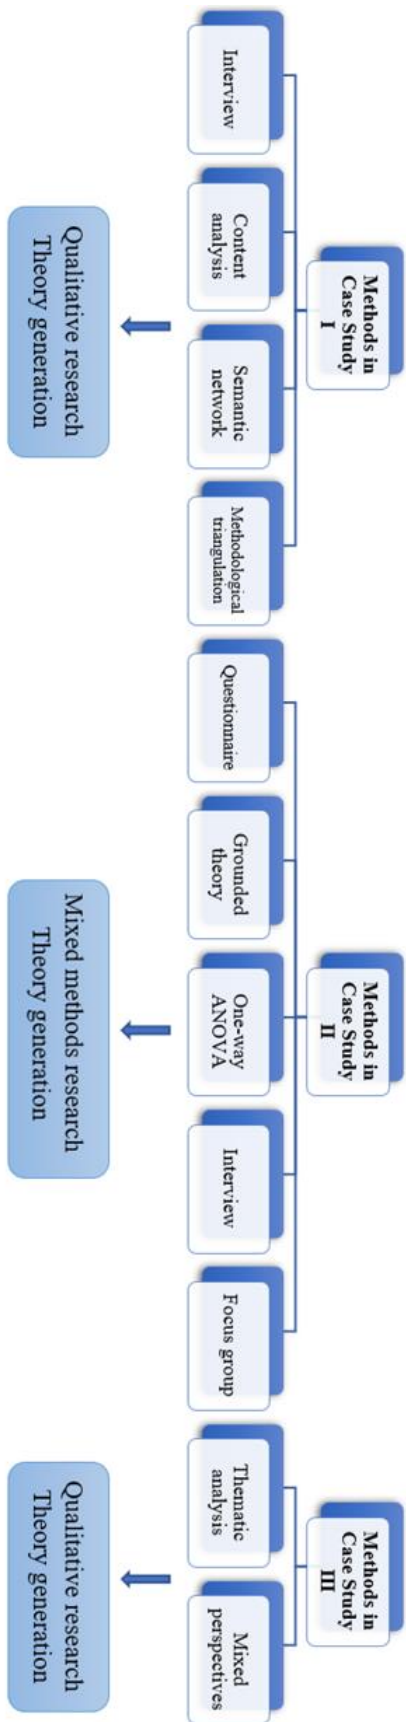 Methods in
Case Study
I
Interview
Content
analysis
Semantic
network
Methodological
triangulation
Qualitative research
Theory generation
Methods in
Case Study
II
Questionnaire
Grounded
theory
One-way
ANOVA
Interview
Focus group
Mixed methods research
Theory generation
Methods in
Case Study
III
Thematic
analysis
Mixed
perspectives
Qualitative research
Theory generation